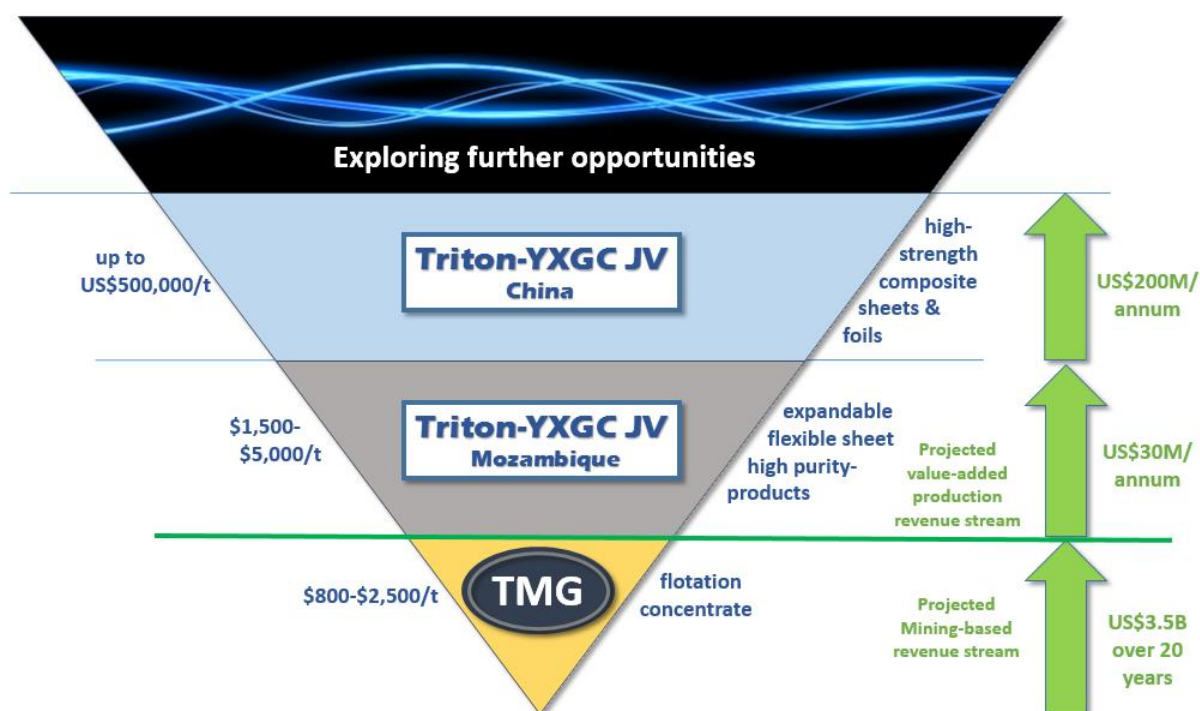 Exploring further opportunities
up to
US$500,000/t
Triton-YXGC JV
China
high-
strength
composite
sheets &
foils
US$200M/
annum
$1,500-
$5,000/t
Triton-YXGC JV
Mozambique
expandable
flexible sheet
high purity-
products
Projected
value-added
production
revenue stream
US$30M/
annum
$800-$2,500/t
TMG
flotation
concentrate
Projected
Mining-based
revenue stream
US$3.5B
over 20
years